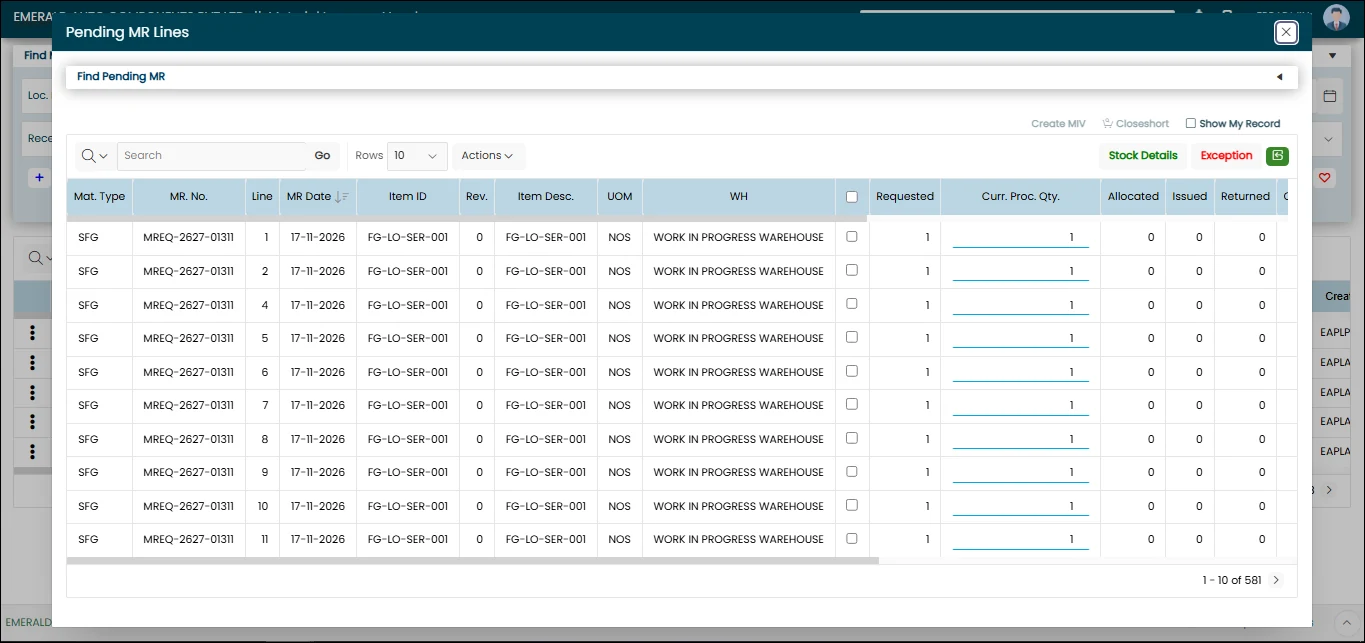 Pending MR Lines
Find Pending MR
Create MIV Closeshort Show My Record
Search Go Rows 10 Actions Stock Details Exception
Mat. Type MR. No. Line MR Date Item ID Rev. Item Desc. UOM WH Requested Curr. Proc. Qty. Allocated Issued Returned
SFG MREQ-2627-01311 1 17-11-2026 FG-LO-SER-001 0 FG-LO-SER-001 NOS WORK IN PROGRESS WAREHOUSE 1 1 0 0 0
SFG MREQ-2627-01311 2 17-11-2026 FG-LO-SER-001 0 FG-LO-SER-001 NOS WORK IN PROGRESS WAREHOUSE 1 1 0 0 0
SFG MREQ-2627-01311 4 17-11-2026 FG-LO-SER-001 0 FG-LO-SER-001 NOS WORK IN PROGRESS WAREHOUSE 1 1 0 0 0
SFG MREQ-2627-01311 5 17-11-2026 FG-LO-SER-001 0 FG-LO-SER-001 NOS WORK IN PROGRESS WAREHOUSE 1 1 0 0 0
SFG MREQ-2627-01311 6 17-11-2026 FG-LO-SER-001 0 FG-LO-SER-001 NOS WORK IN PROGRESS WAREHOUSE 1 1 0 0 0
SFG MREQ-2627-01311 7 17-11-2026 FG-LO-SER-001 0 FG-LO-SER-001 NOS WORK IN PROGRESS WAREHOUSE 1 1 0 0 0
SFG MREQ-2627-01311 8 17-11-2026 FG-LO-SER-001 0 FG-LO-SER-001 NOS WORK IN PROGRESS WAREHOUSE 1 1 0 0 0
SFG MREQ-2627-01311 9 17-11-2026 FG-LO-SER-001 0 FG-LO-SER-001 NOS WORK IN PROGRESS WAREHOUSE 1 1 0 0 0
SFG MREQ-2627-01311 10 17-11-2026 FG-LO-SER-001 0 FG-LO-SER-001 NOS WORK IN PROGRESS WAREHOUSE 1 1 0 0 0
SFG MREQ-2627-01311 11 17-11-2026 FG-LO-SER-001 0 FG-LO-SER-001 NOS WORK IN PROGRESS WAREHOUSE 1 1 0 0 0
1 - 10 of 581
Find
Loc.
Rece
EAPLP
EAPLA
EAPLA
EAPLA
EAPLA
EMERALD